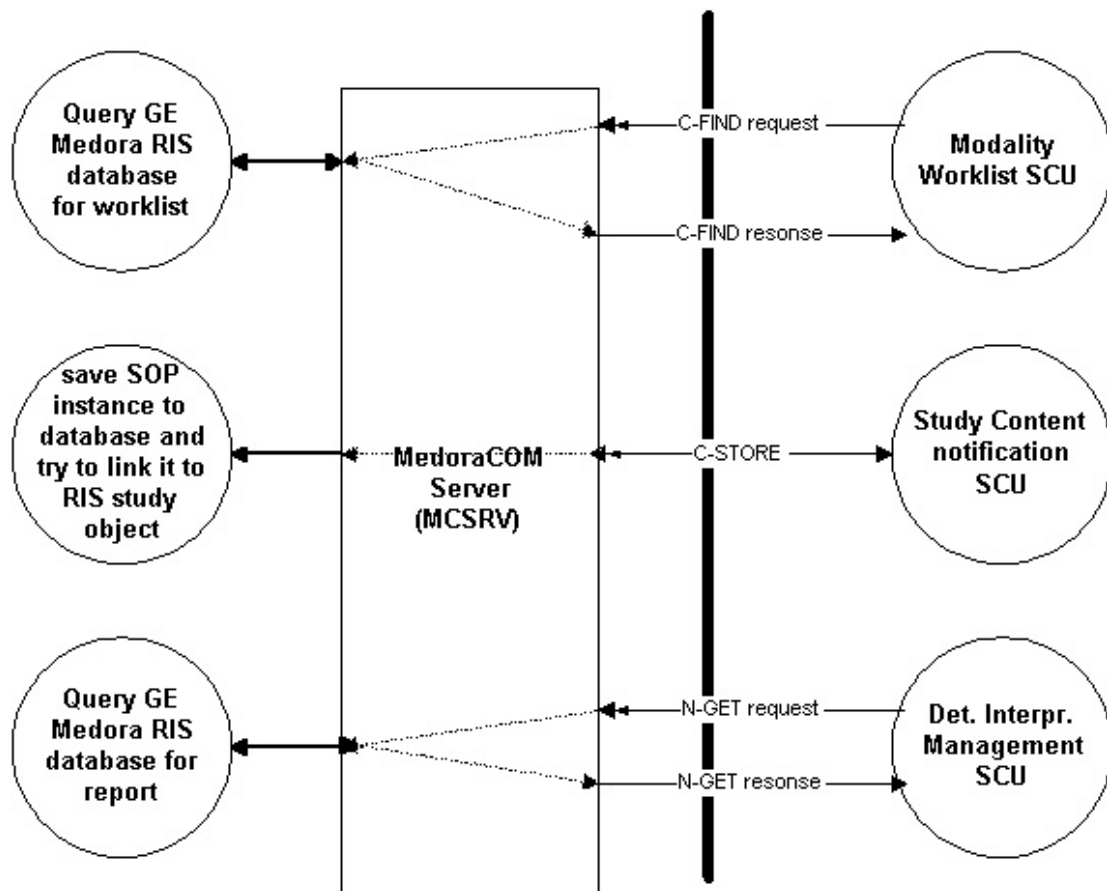 Query GE
Medora RIS
database
for worklist
C-FIND request
C-FIND resonse
Modality
Worklist SCU
save SOP
instance to
database and
try to link it to
RIS study
object
MedoraCOM
Server
(MCSRV)
C-STORE
Study Content
notification
SCU
Query GE
Medora RIS
database for
report
N-GET request
N-GET resonse
Det. Interpr.
Management
SCU